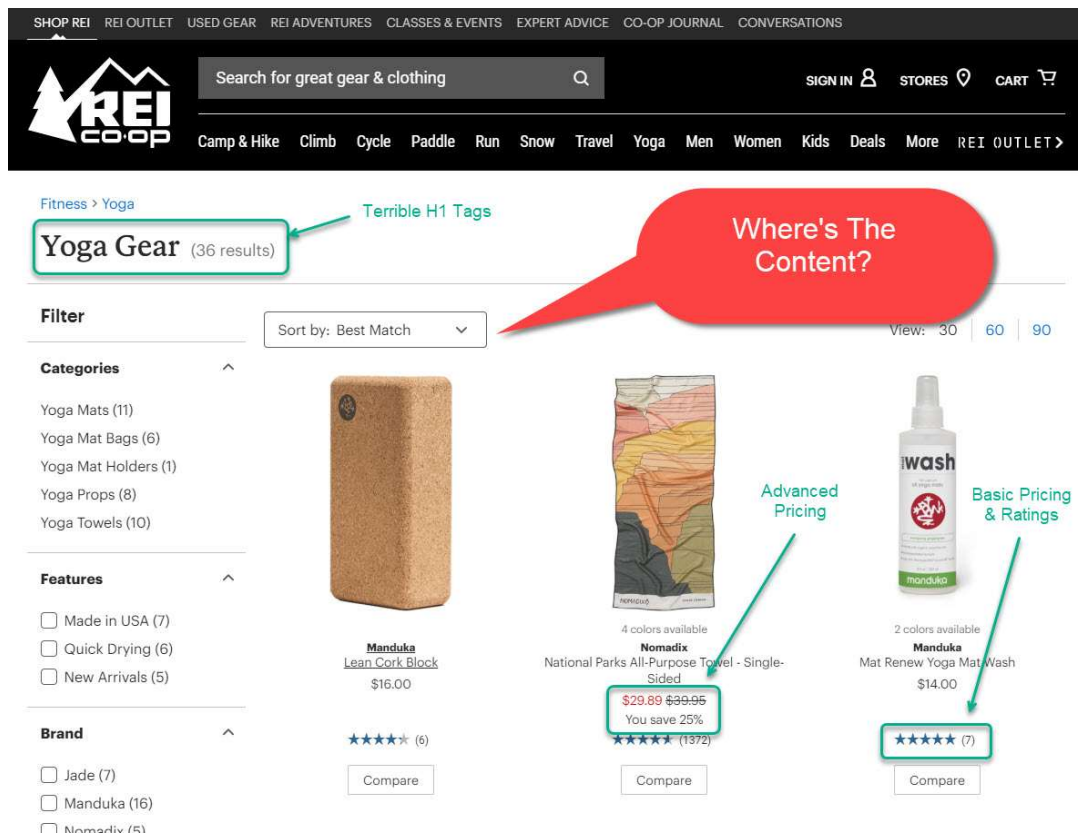 SHOP REI REI OUTLET USED GEAR REI ADVENTURES CLASSES & EVENTS EXPERT ADVICE CO-OP JOURNAL CONVERSATIONS
REI
CO·OP
Search for great gear & clothing
SIGN IN STORES CART
Camp & Hike Climb Cycle Paddle Run Snow Travel Yoga Men Women Kids Deals More REI OUTLET>
Fitness > Yoga
Terrible H1 Tags
Yoga Gear (36 results)
Where's The
Content?
Filter
Sort by: Best Match
View: 30 60 90
Categories
Yoga Mats (11)
Yoga Mat Bags (6)
Yoga Mat Holders (1)
Yoga Props (8)
Yoga Towels (10)
Features
Made in USA (7)
Quick Drying (6)
New Arrivals (5)
Brand
Jade (7)
Manduka (16)
Nomadix (5)
Manduka
Lean Cork Block
$16.00
(6)
Compare
Advanced
Pricing
NOMADIX
4 colors available
Nomadix
National Parks All-Purpose Towel - Single-
Sided
$29.89 $39.95
You save 25%
(1372)
Compare
Basic Pricing
& Ratings
wash
manduka
2 colors available
Manduka
Mat Renew Yoga Mat Wash
$14.00
(7)
Compare